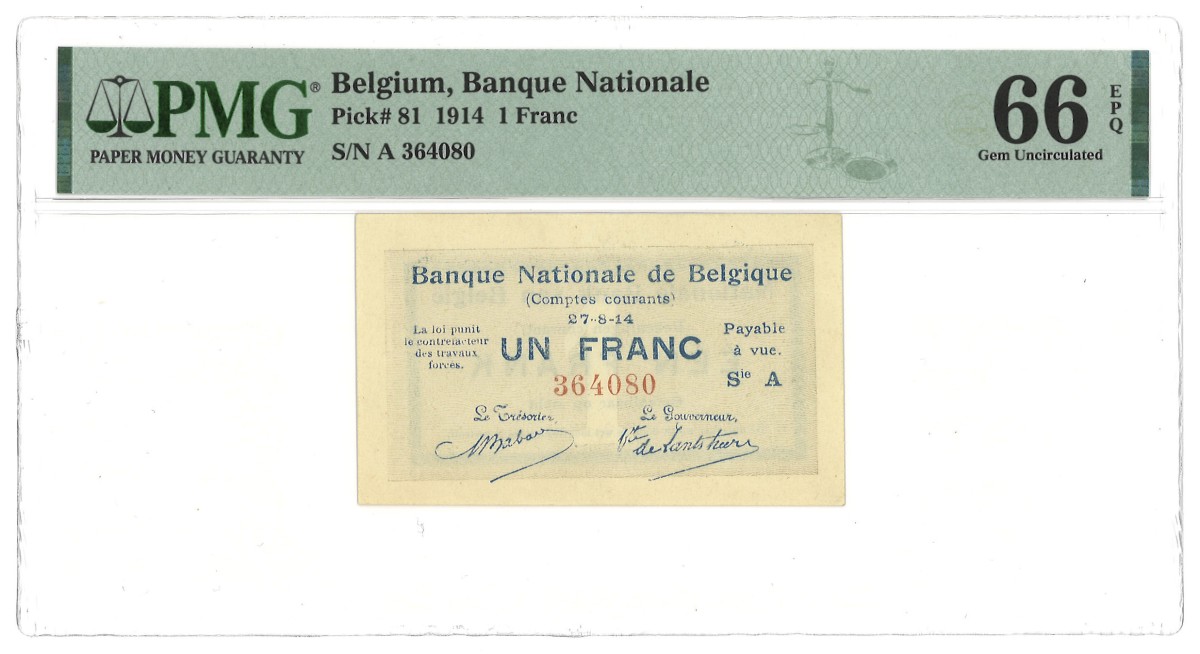 PMG®
PAPER MONEY GUARANTY
Belgium, Banque Nationale
Pick# 81 1914 1 Franc
S/N A 364080
66 EPQ
Gem Uncirculated
Banque Nationale de Belgique
(Comptes courants)
27-8-14
La loi punit
le contrefacteur
des travaux
forcés.
UN FRANC
Payable
à vue.
Sie A
364080
Le Trésorier,
Le Gouverneur,